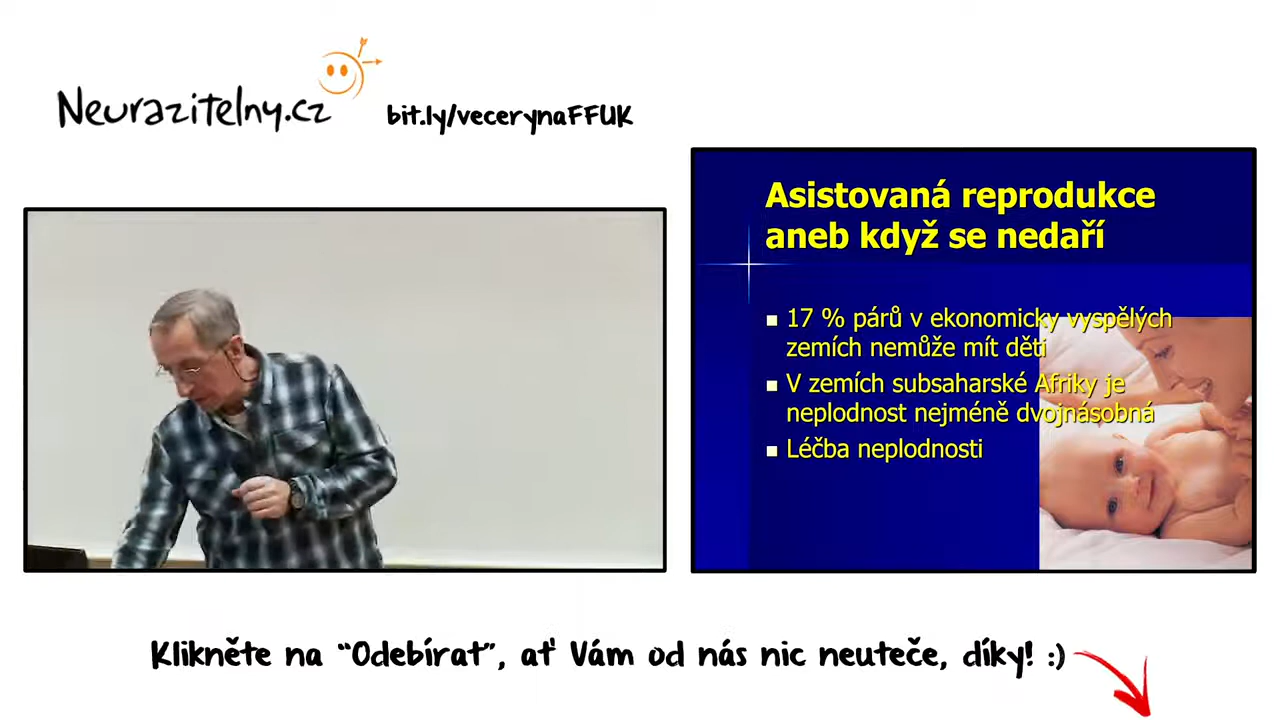 Neurazitelny.cz
bit.ly/vecerynaFFUK
Asistovaná reprodukce
aneb když se nedaří
17 % párů v ekonomicky vyspělých
zemích nemůže mít děti
V zemích subsaharské Afriky je
neplodnost nejméně dvojnásobná
Léčba neplodnosti
Klikněte na “Odebírat”, ať Vám od nás nic neuteče, díky! :)